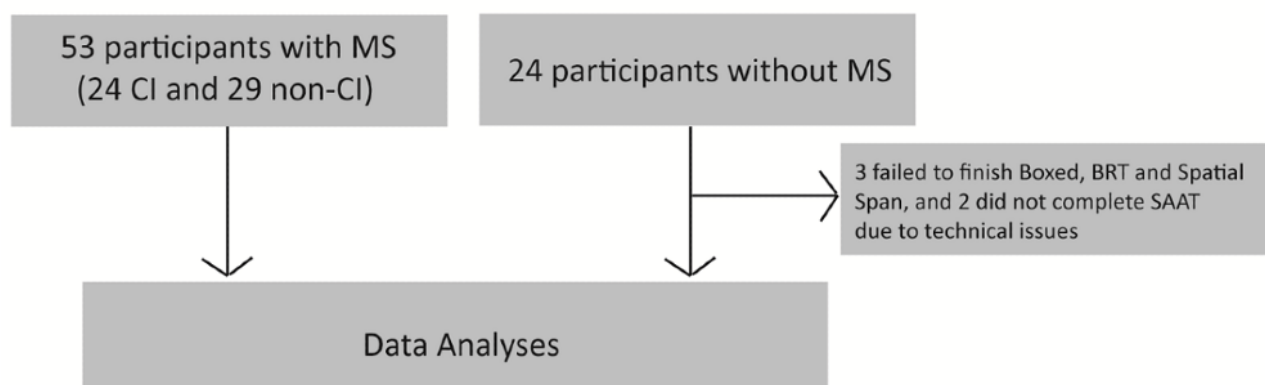 53 participants with MS
(24 CI and 29 non-CI)
24 participants without MS
3 failed to finish Boxed, BRT and Spatial
Span, and 2 did not complete SAAT
due to technical issues
Data Analyses